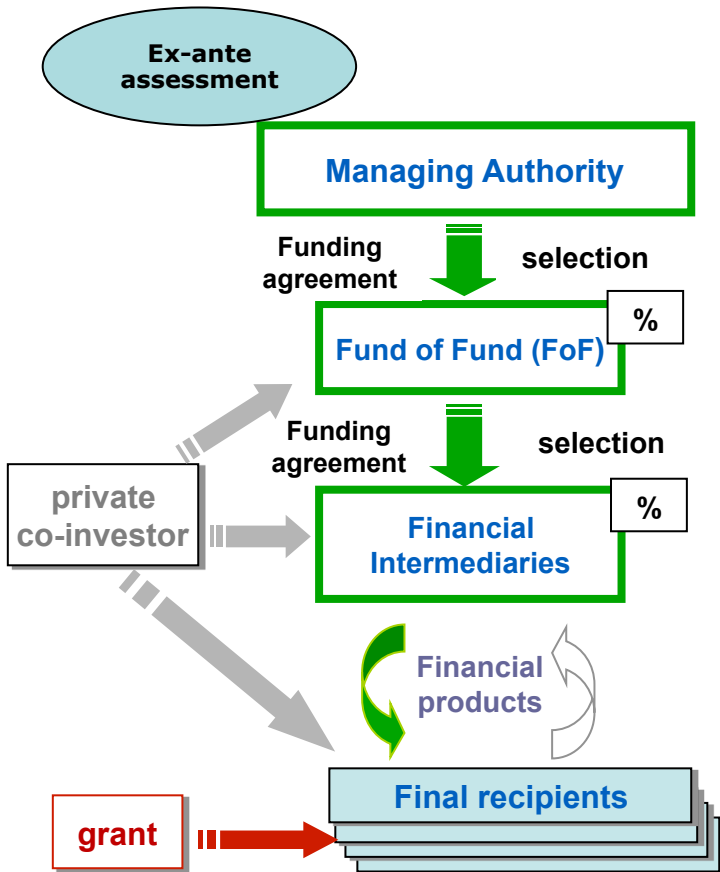 Ex-ante
assessment
Managing Authority
Funding
agreement
selection
%
Fund of Fund (FoF)
Funding
agreement
selection
%
private
co-investor
Financial
Intermediaries
Financial
products
Final recipients
grant